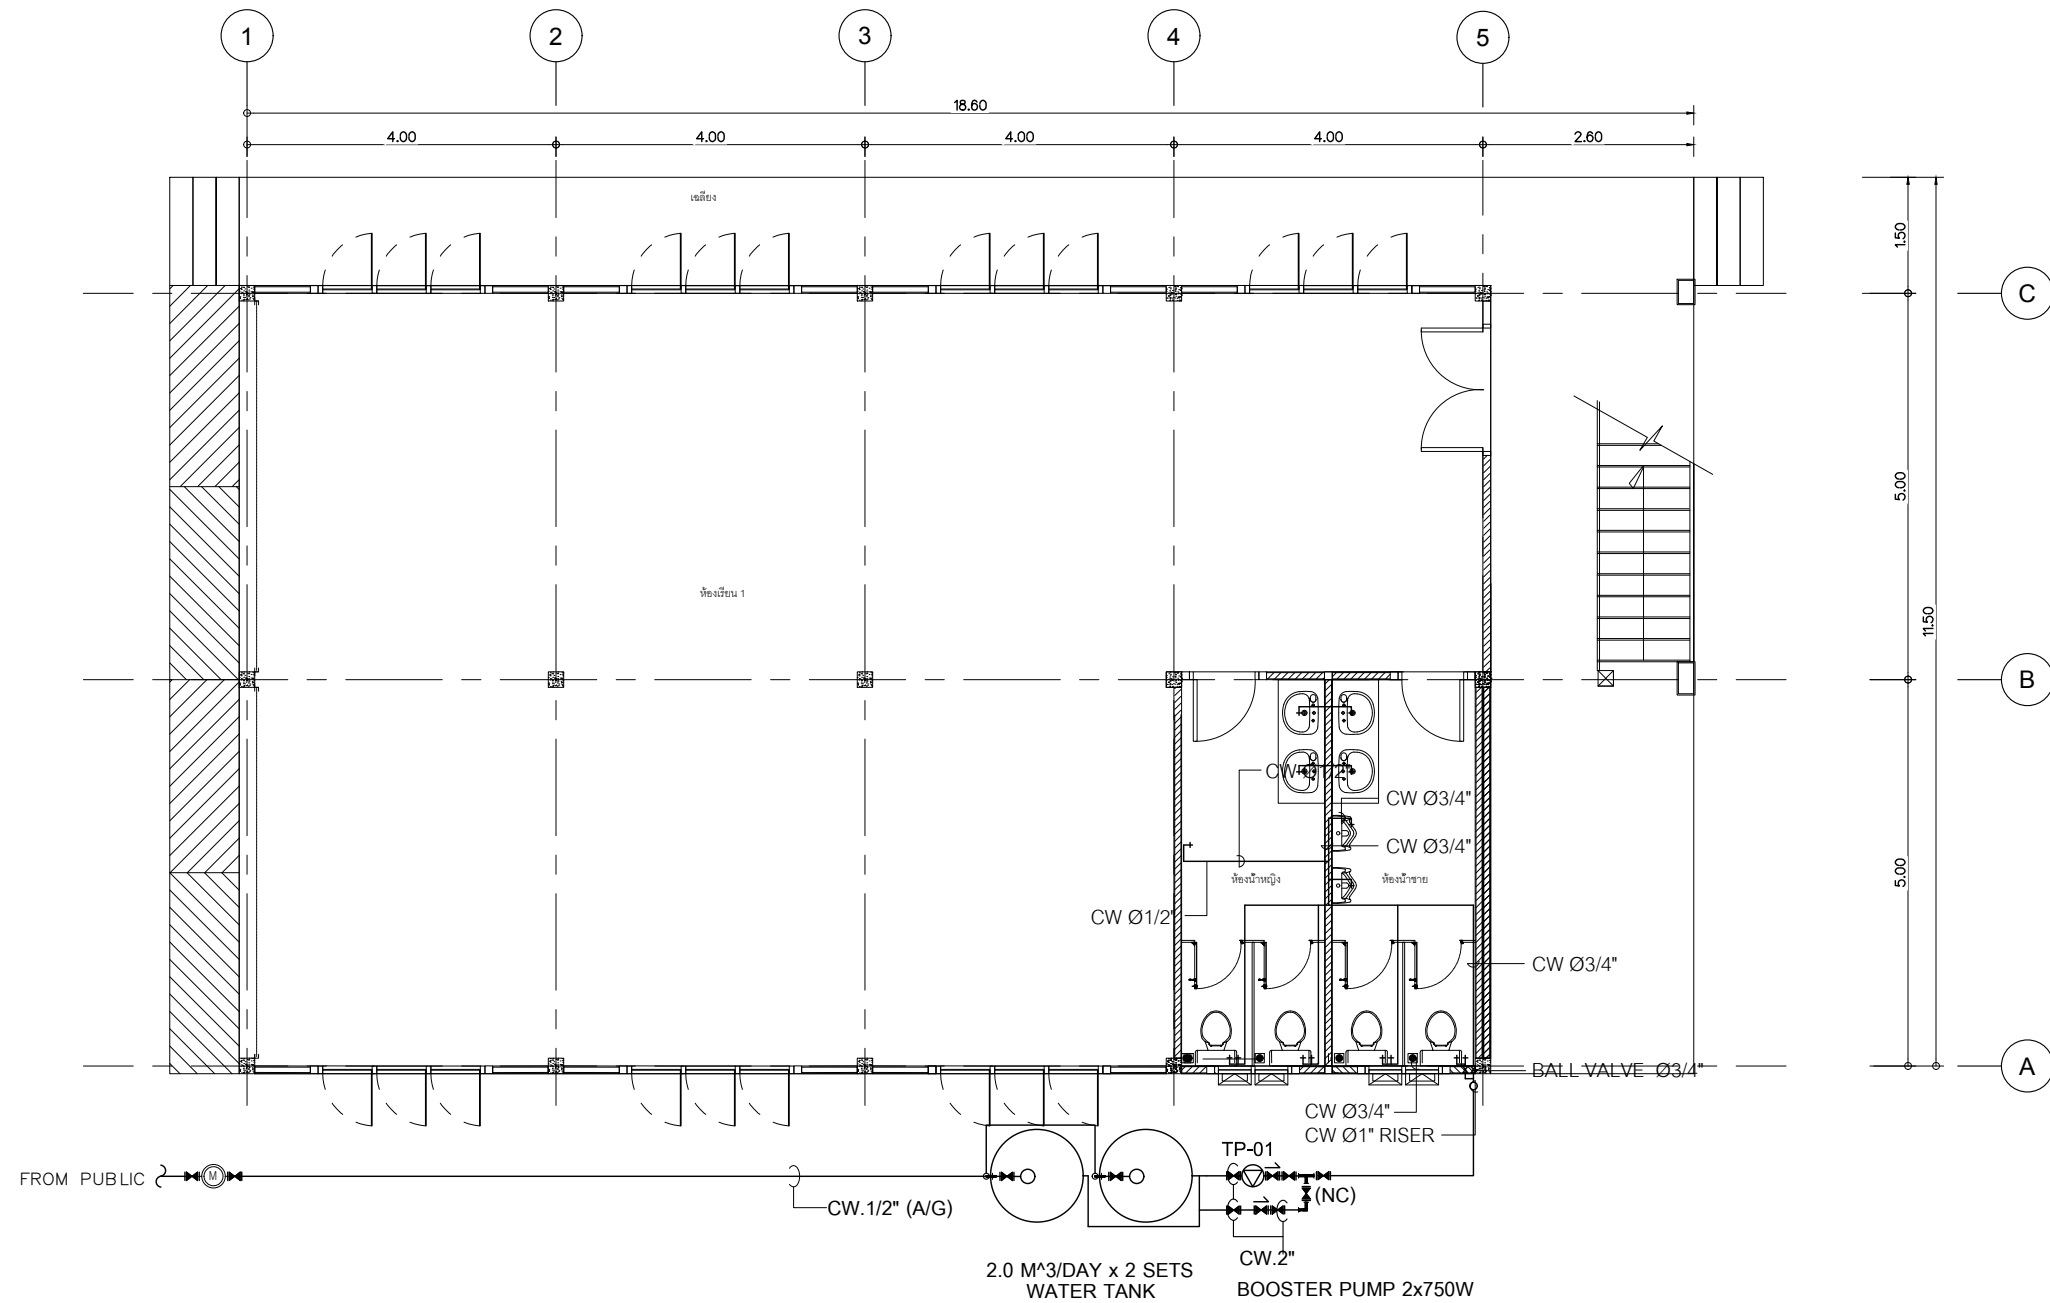 1
2
3
4
5
18.60
4.00
4.00
4.00
4.00
2.60
เฉลียง
1.50
C
5.00
11.50
ห้องเรียน 1
B
CW Ø3/4"
CW Ø3/4"
ห้องน้ำหญิง
ห้องน้ำชาย
5.00
CW Ø1/2"
CW Ø3/4"
BALL VALVE Ø3/4"
A
CW Ø3/4"
CW Ø1" RISER
TP-01
FROM PUBLIC
M
(NC)
CW.1/2" (A/G)
CW.2"
2.0 M^3/DAY x 2 SETS
WATER TANK
BOOSTER PUMP 2x750W